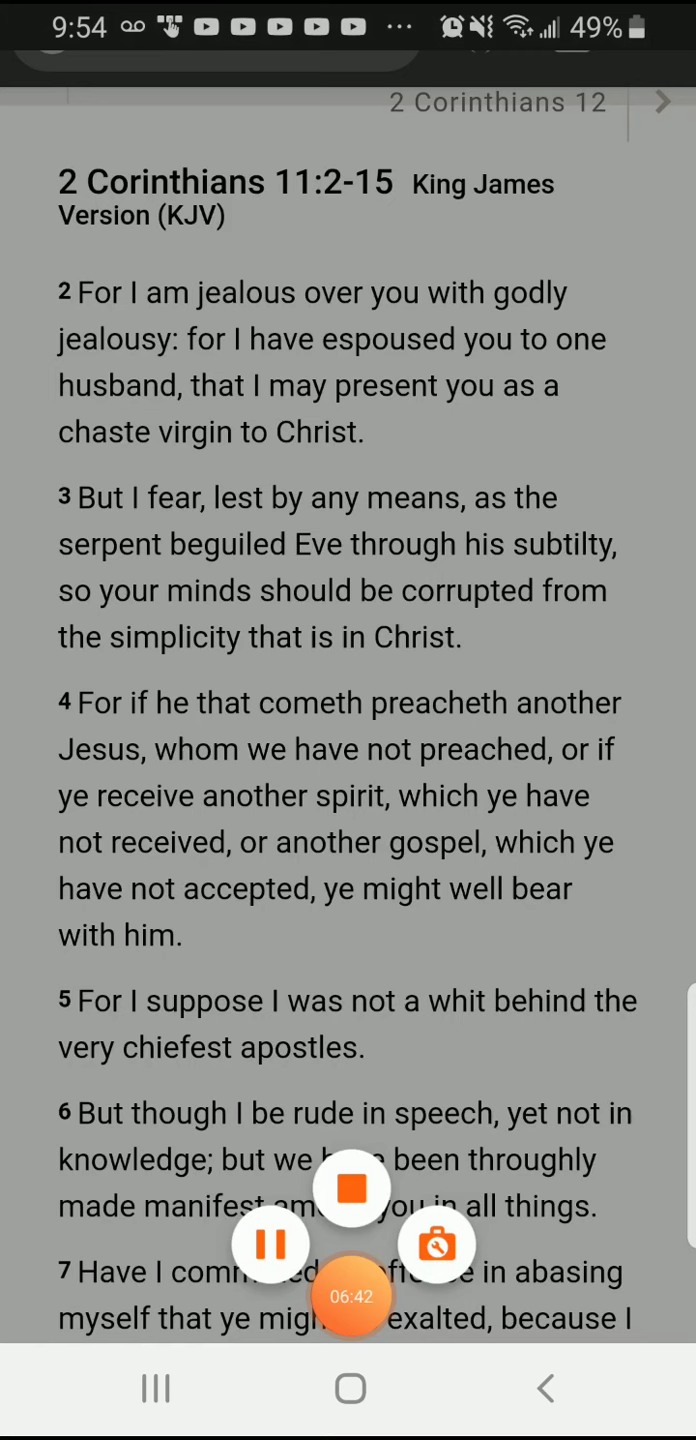 9:54 49%
2 Corinthians 12
2 Corinthians 11:2-15 King James
Version (KJV)
2 For I am jealous over you with godly
jealousy: for I have espoused you to one
husband, that I may present you as a
chaste virgin to Christ.
3 But I fear, lest by any means, as the
serpent beguiled Eve through his subtilty,
so your minds should be corrupted from
the simplicity that is in Christ.
4 For if he that cometh preacheth another
Jesus, whom we have not preached, or if
ye receive another spirit, which ye have
not received, or another gospel, which ye
have not accepted, ye might well bear
with him.
5 For I suppose I was not a whit behind the
very chiefest apostles.
6 But though I be rude in speech, yet not in
knowledge; but we been throughly
made manifest you in all things.
7 Have I in abasing
myself that ye exalted, because I
06:42